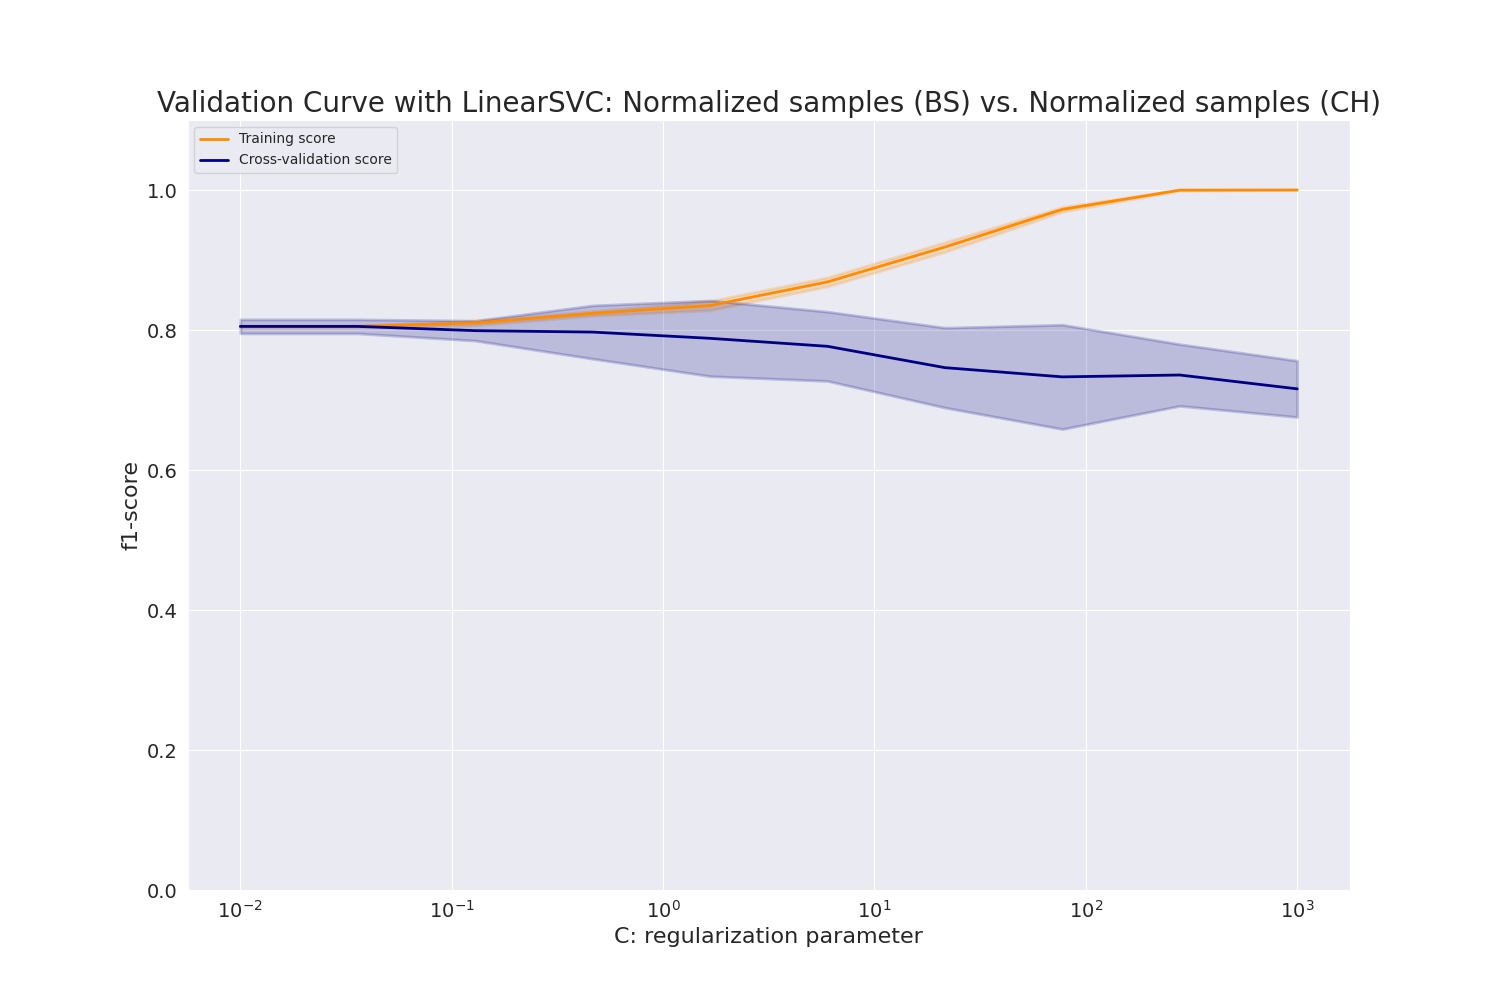 Validation Curve with LinearSVC: Normalized samples (BS) vs. Normalized samples (CH)
Training score
Cross-validation score
1.0
0.8
0.6
0.4
0.2
0.0
f1-score
10⁻² 10⁻¹ 10⁰ 10¹ 10² 10³
C: regularization parameter